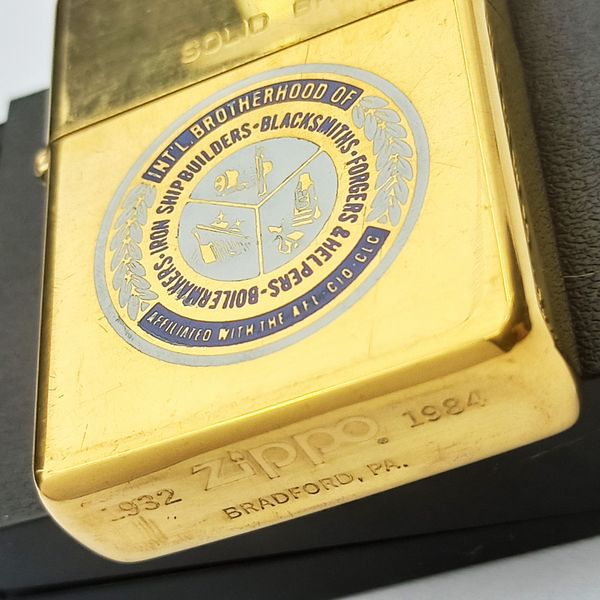 SOLID
INT'L. BROTHERHOOD OF
BOILERMAKERS·IRON SHIPBUILDERS·BLACKSMITHS·FORGERS & HELPERS·
AFFILIATED WITH THE AFL·CIO·CLC
1932 Zippo 1984
BRADFORD, PA.